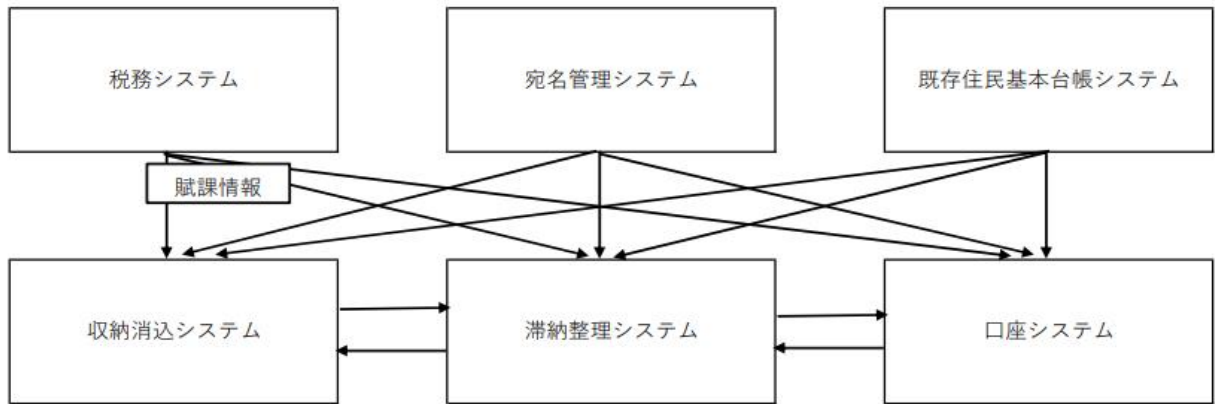 税務システム
宛名管理システム
既存住民基本台帳システム
賦課情報
収納消込システム
滞納整理システム
口座システム